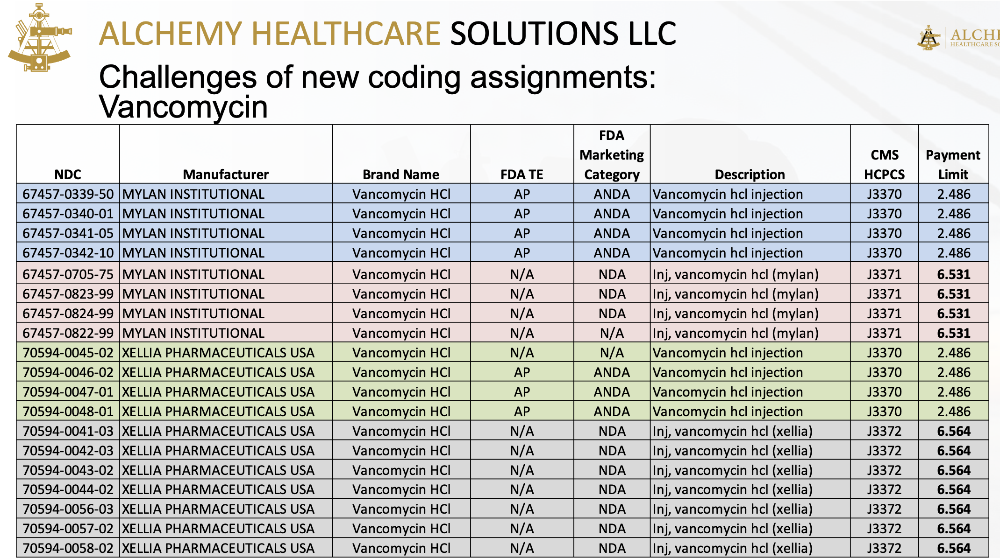 ALCHEMY HEALTHCARE SOLUTIONS LLC
ALCHE
HEALTHCARE SO
Challenges of new coding assignments:
Vancomycin
NDC Manufacturer Brand Name FDA TE FDA Marketing Category Description CMS HCPCS Payment Limit
67457-0339-50 MYLAN INSTITUTIONAL Vancomycin HCl AP ANDA Vancomycin hcl injection J3370 2.486
67457-0340-01 MYLAN INSTITUTIONAL Vancomycin HCl AP ANDA Vancomycin hcl injection J3370 2.486
67457-0341-05 MYLAN INSTITUTIONAL Vancomycin HCl AP ANDA Vancomycin hcl injection J3370 2.486
67457-0342-10 MYLAN INSTITUTIONAL Vancomycin HCl AP ANDA Vancomycin hcl injection J3370 2.486
67457-0705-75 MYLAN INSTITUTIONAL Vancomycin HCl N/A NDA Inj, vancomycin hcl (mylan) J3371 6.531
67457-0823-99 MYLAN INSTITUTIONAL Vancomycin HCl N/A NDA Inj, vancomycin hcl (mylan) J3371 6.531
67457-0824-99 MYLAN INSTITUTIONAL Vancomycin HCl N/A NDA Inj, vancomycin hcl (mylan) J3371 6.531
67457-0822-99 MYLAN INSTITUTIONAL Vancomycin HCl N/A N/A Inj, vancomycin hcl (mylan) J3371 6.531
70594-0045-02 XELLIA PHARMACEUTICALS USA Vancomycin HCl N/A N/A Vancomycin hcl injection J3370 2.486
70594-0046-02 XELLIA PHARMACEUTICALS USA Vancomycin HCl AP ANDA Vancomycin hcl injection J3370 2.486
70594-0047-01 XELLIA PHARMACEUTICALS USA Vancomycin HCl AP ANDA Vancomycin hcl injection J3370 2.486
70594-0048-01 XELLIA PHARMACEUTICALS USA Vancomycin HCl AP ANDA Vancomycin hcl injection J3370 2.486
70594-0041-03 XELLIA PHARMACEUTICALS USA Vancomycin HCl N/A NDA Inj, vancomycin hcl (xellia) J3372 6.564
70594-0042-03 XELLIA PHARMACEUTICALS USA Vancomycin HCl N/A NDA Inj, vancomycin hcl (xellia) J3372 6.564
70594-0043-02 XELLIA PHARMACEUTICALS USA Vancomycin HCl N/A NDA Inj, vancomycin hcl (xellia) J3372 6.564
70594-0044-02 XELLIA PHARMACEUTICALS USA Vancomycin HCl N/A NDA Inj, vancomycin hcl (xellia) J3372 6.564
70594-0056-03 XELLIA PHARMACEUTICALS USA Vancomycin HCl N/A NDA Inj, vancomycin hcl (xellia) J3372 6.564
70594-0057-02 XELLIA PHARMACEUTICALS USA Vancomycin HCl N/A NDA Inj, vancomycin hcl (xellia) J3372 6.564
70594-0058-02 XELLIA PHARMACEUTICALS USA Vancomycin HCl N/A NDA Inj, vancomycin hcl (xellia) J3372 6.564